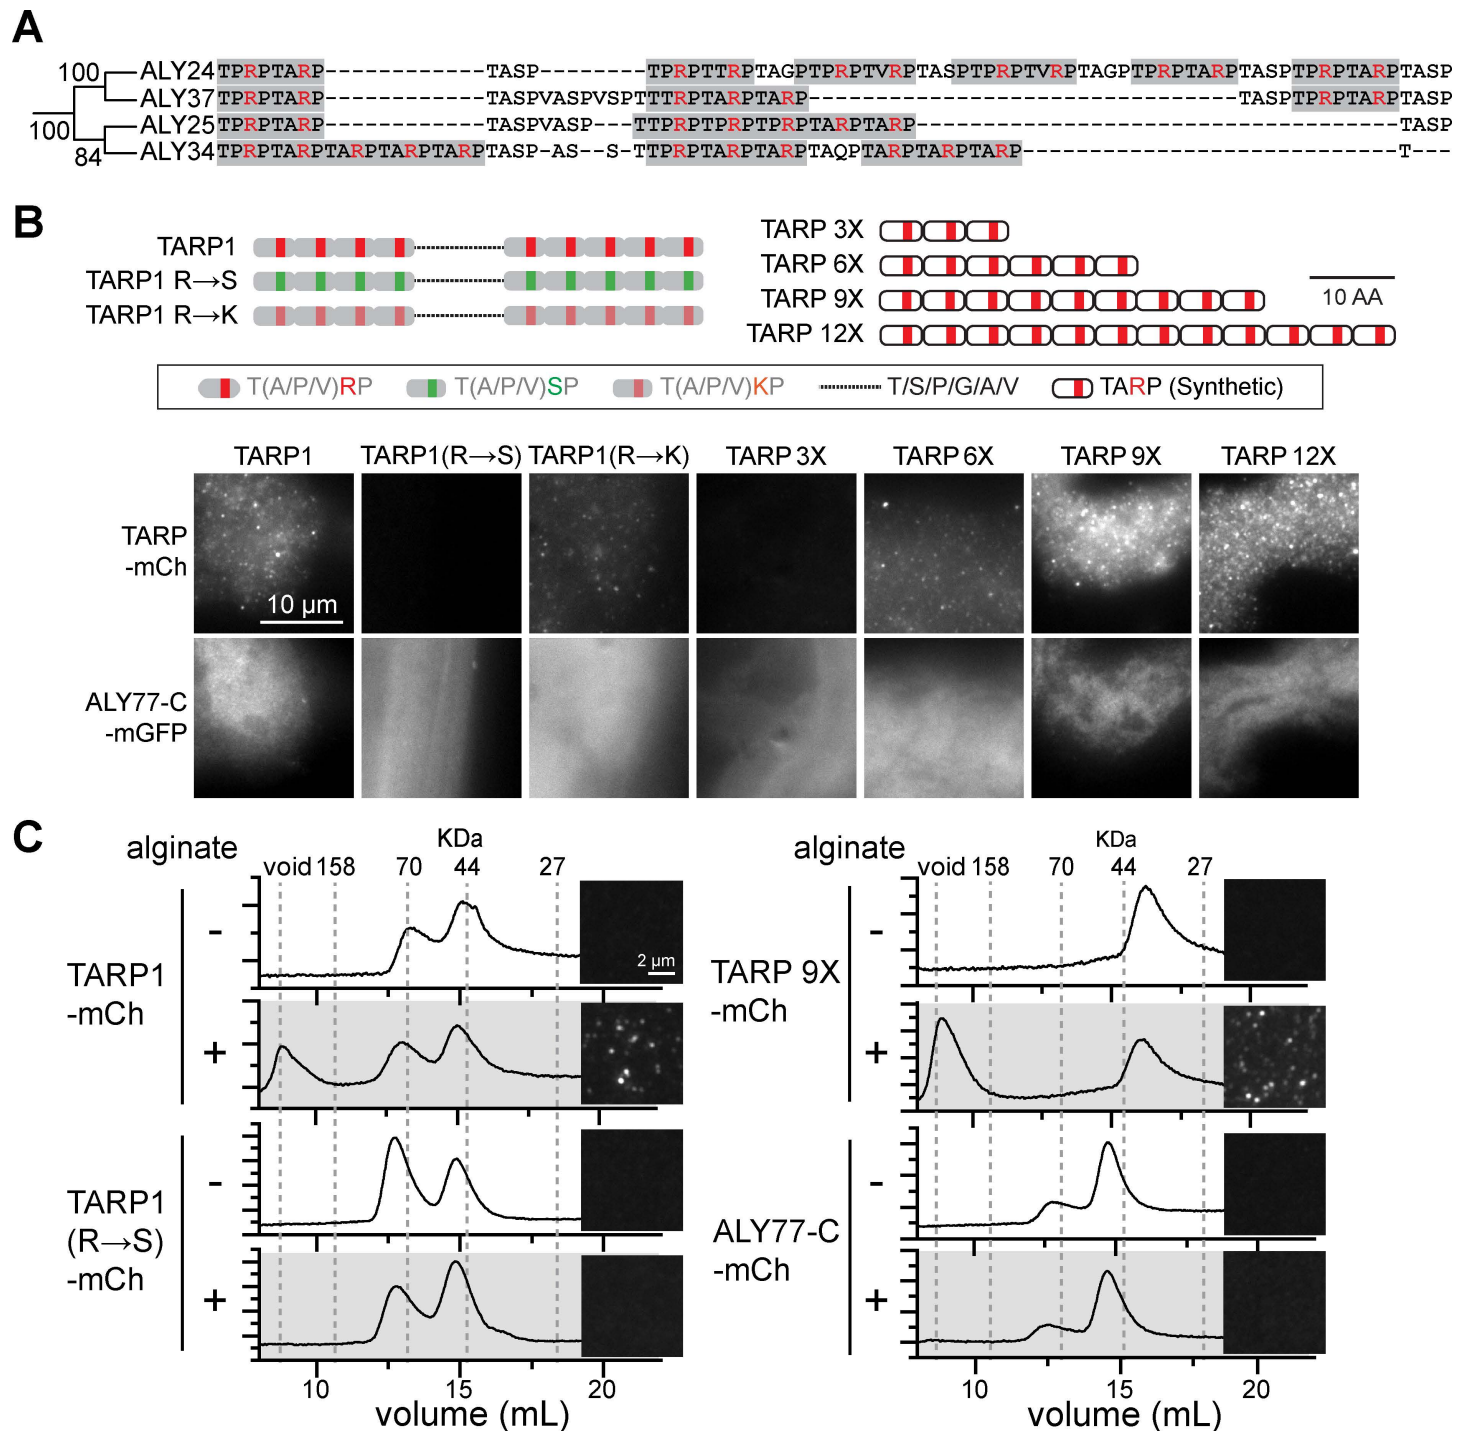 A
100
ALY24 TPRPTARP------------TASP--------TPRPTTRPTAGPTPRPTVRPTASPTPRPTVRPTAGPTPRPTARPTASPTPRPTARPTASP
ALY37 TPRPTARP------------TASPVASPVSPTTTRPTARPTARP--------------------------------TASPTPRPTARPTASP
100
ALY25 TPRPTARP------------TASPVASP---TTPRPTPRPTPRPTARPTARP------------------------------------TASP
84
ALY34 TPRPTARPTARPTARPTARPTASP-AS--S-TTPRPTARPTARPTAQPTARPTARPTARP----------------------------T---
B
TARP1
TARP1 R→S
TARP1 R→K
TARP 3X
TARP 6X
TARP 9X
TARP 12X
10 AA
T(A/P/V)RP T(A/P/V)SP T(A/P/V)KP T/S/P/G/A/V TARP (Synthetic)
TARP1 TARP1(R→S) TARP1(R→K) TARP 3X TARP 6X TARP 9X TARP 12X
TARP
-mCh
10 µm
ALY77-C
-mGFP
C
alginate
KDa
void 158 70 44 27
TARP1
-mCh
-
2 µm
+
TARP1
(R→S)
-mCh
-
+
10 15 20
volume (mL)
alginate
KDa
void 158 70 44 27
TARP 9X
-mCh
-
+
ALY77-C
-mCh
-
+
10 15 20
volume (mL)